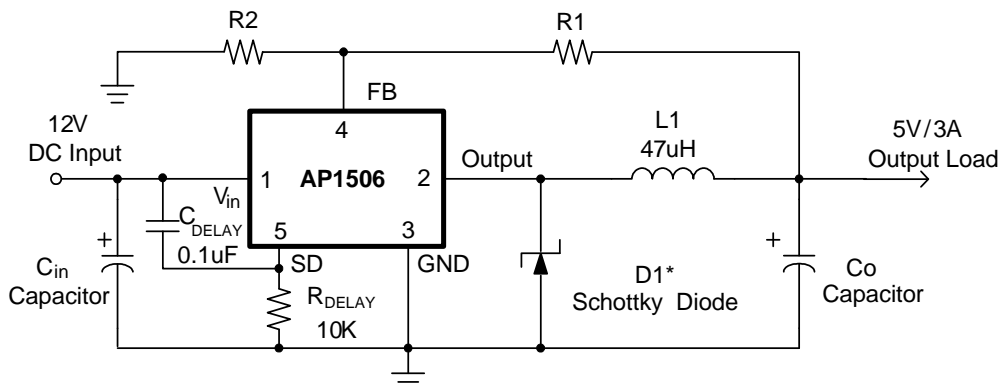 R2
R1
FB
4
12V
DC Input
L1
47uH
5V/3A
Output Load
Output
1
AP1506
2
Vin
CDELAY
0.1uF
5
3
SD
GND
Cin
Capacitor
RDELAY
10K
D1*
Schottky Diode
Co
Capacitor
+
+